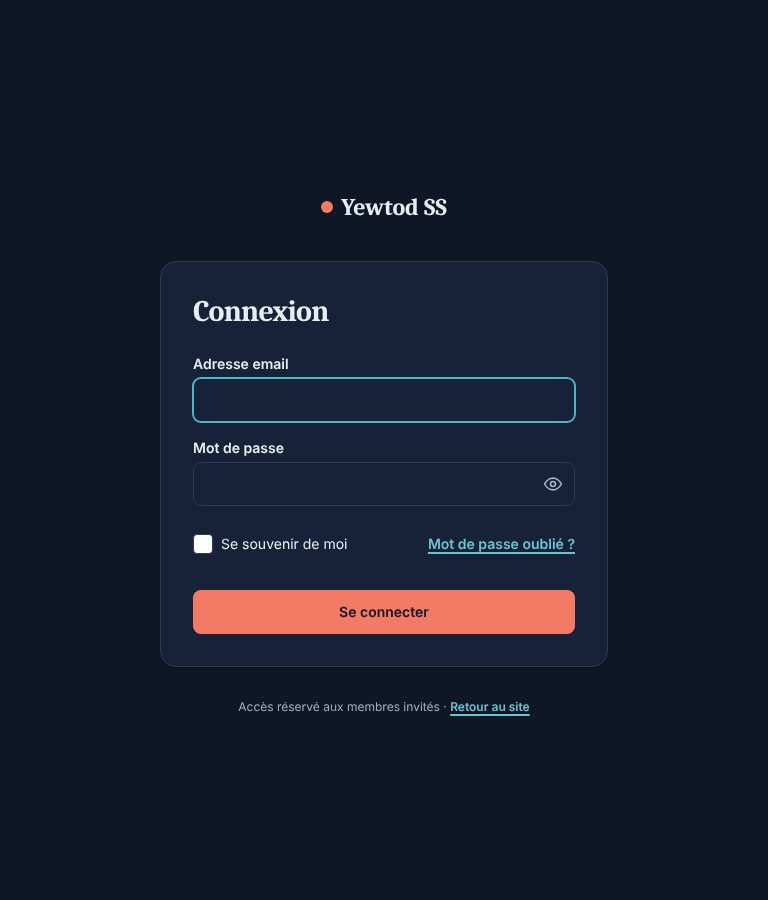 Yewtod SS
Connexion
Adresse email
Mot de passe
Se souvenir de moi
Mot de passe oublié ?
Se connecter
Accès réservé aux membres invités · Retour au site